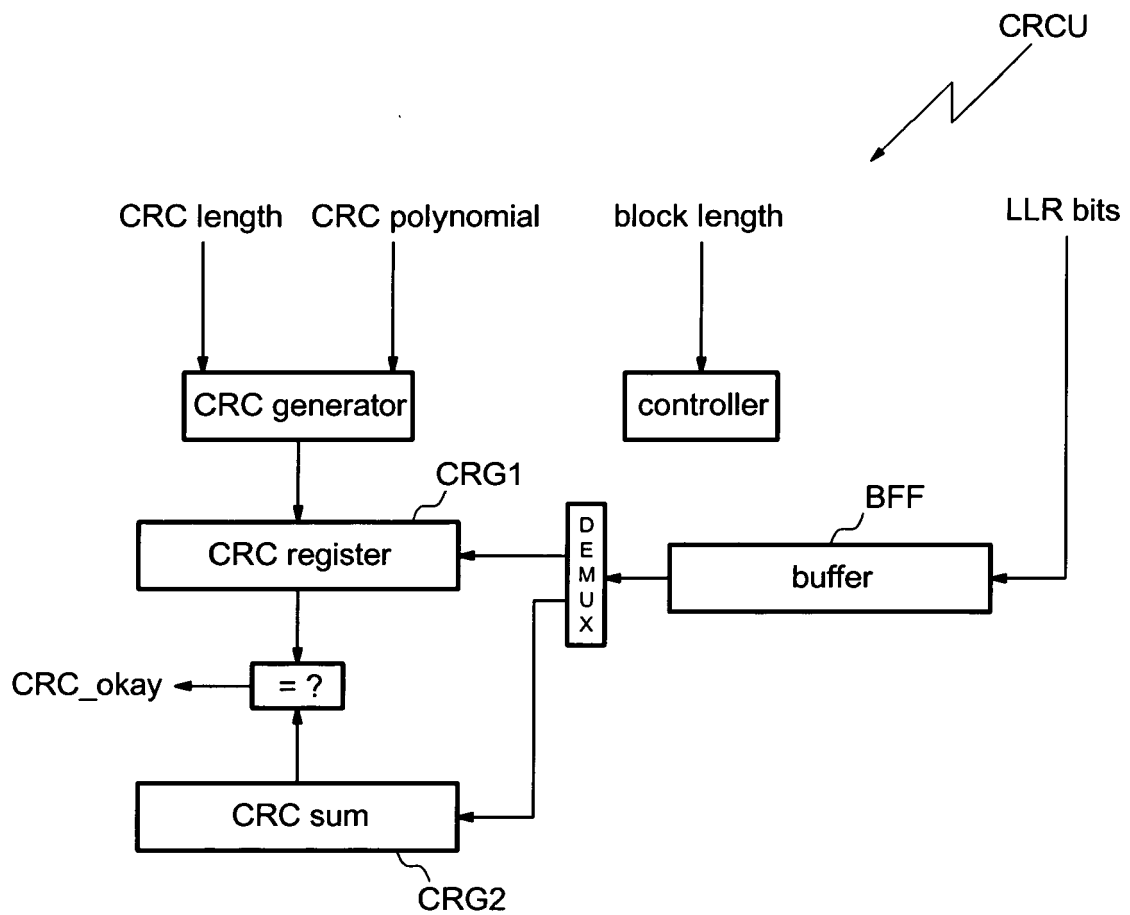 CRCU
CRC length
CRC polynomial
block length
LLR bits
CRC generator
controller
CRG1
BFF
CRC register
DEMUX
buffer
CRC_okay
= ?
CRC sum
CRG2